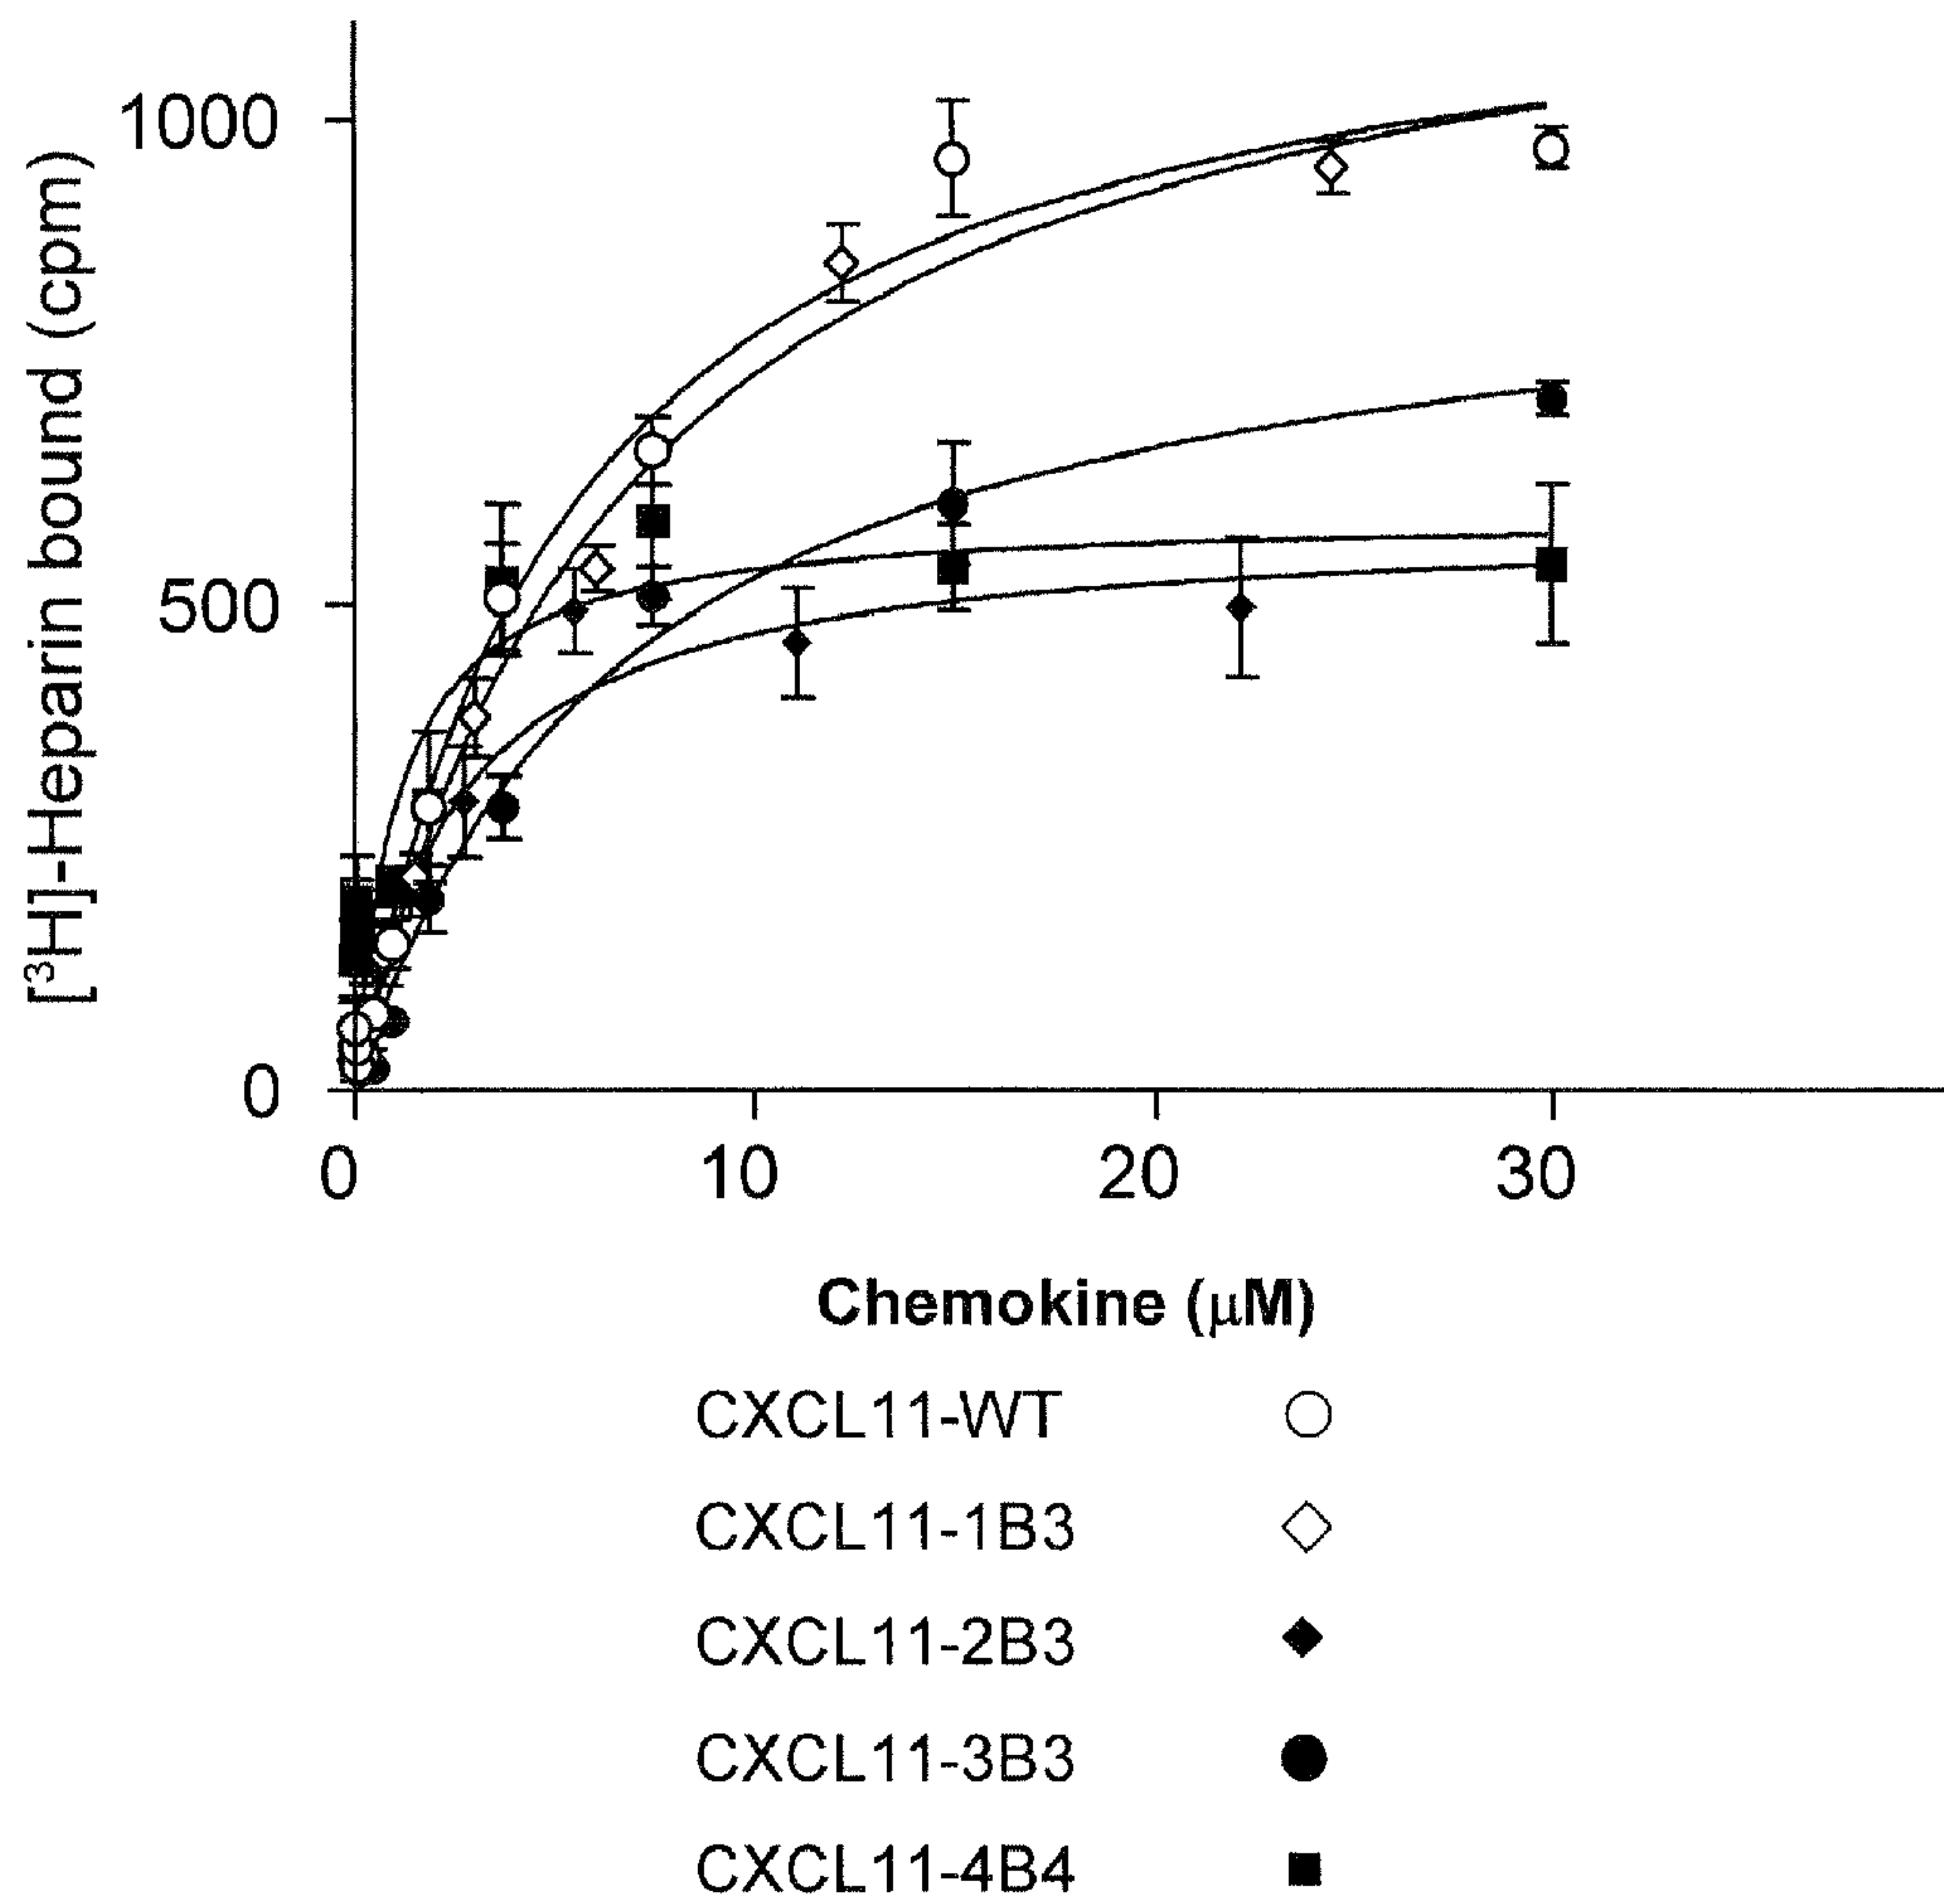 1000
500
0
[³H]-Heparin bound (cpm)
0 10 20 30
Chemokine (μM)
CXCL11-WT
CXCL11-1B3
CXCL11-2B3
CXCL11-3B3
CXCL11-4B4